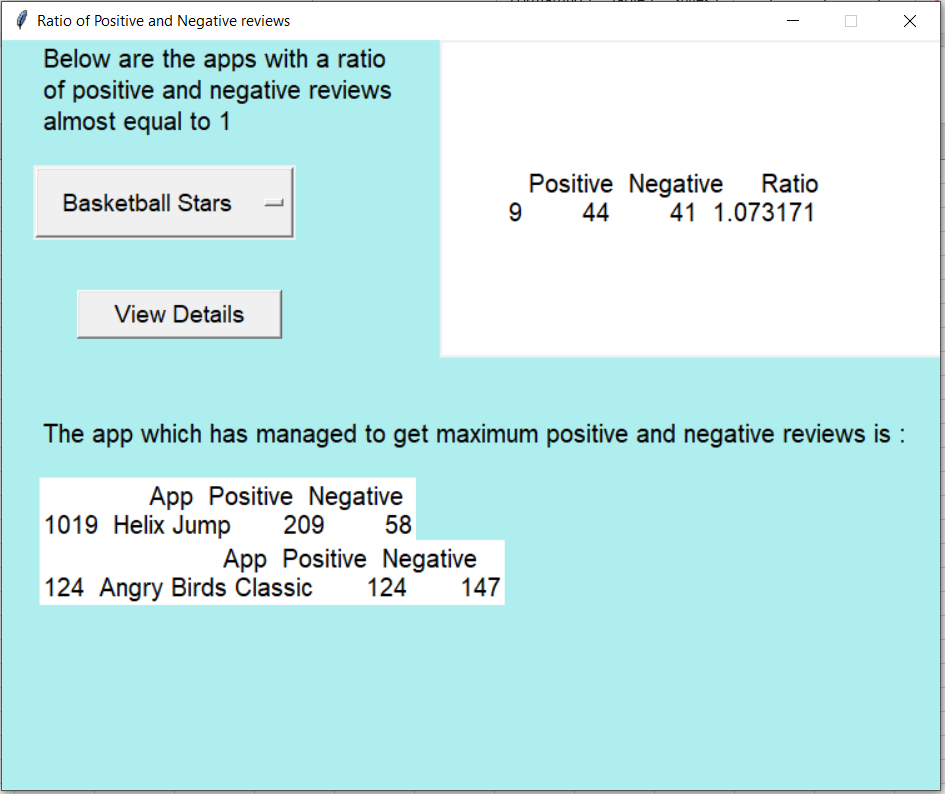 Ratio of Positive and Negative reviews
Below are the apps with a ratio
of positive and negative reviews
almost equal to 1
Basketball Stars
View Details
Positive Negative Ratio
9 44 41 1.073171
The app which has managed to get maximum positive and negative reviews is :
App Positive Negative
1019 Helix Jump 209 58
App Positive Negative
124 Angry Birds Classic 124 147